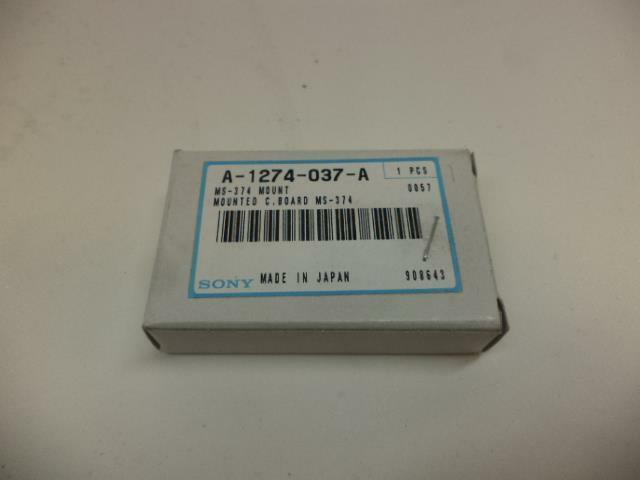 A-1274-037-A 1 PCS
MS-374 MOUNT 0057
MOUNTED C.BOARD MS-374
SONY MADE IN JAPAN 908643